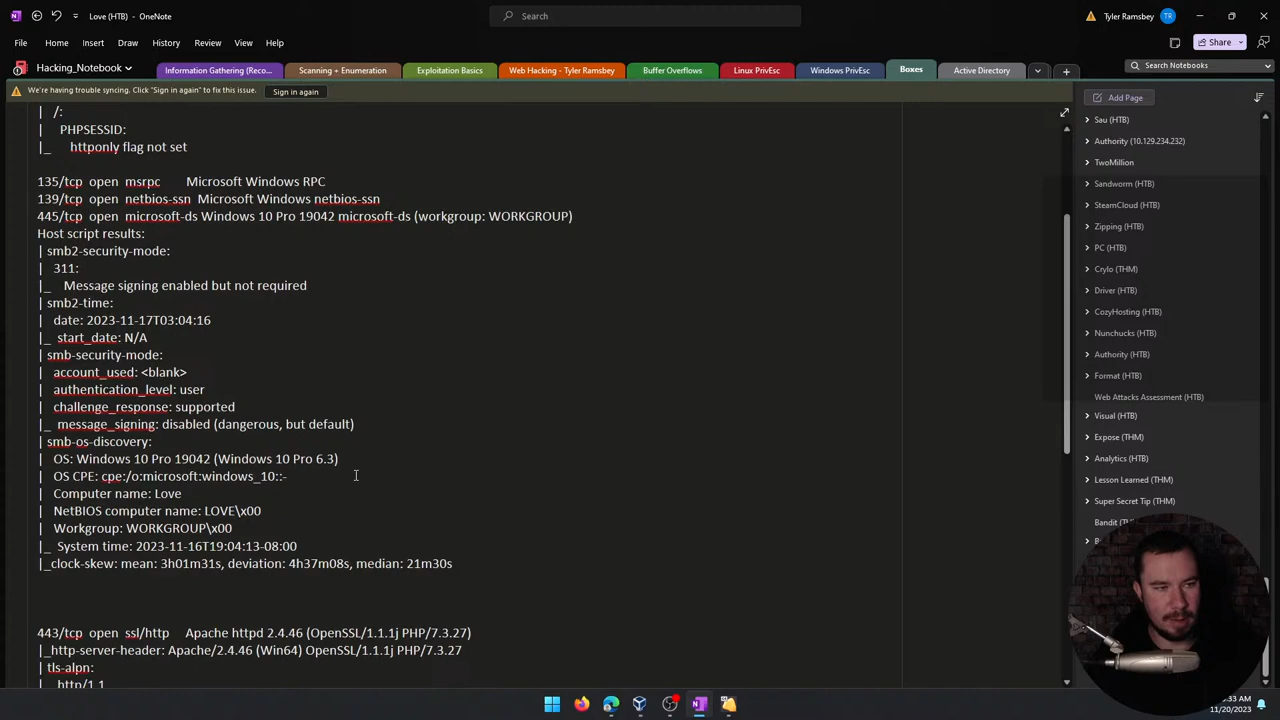 Love (HTB) - OneNote
Search
Tyler Ramsbey
TR
File
Home
Insert
Draw
History
Review
View
Help
Share
Hacking_Notebook
Information Gathering (Reco...
Scanning + Enumeration
Exploitation Basics
Web Hacking - Tyler Ramsbey
Buffer Overflows
Linux PrivEsc
Windows PrivEsc
Boxes
Active Directory
Search Notebooks
We're having trouble syncing. Click "Sign in again" to fix this issue.
Sign in again
| /:
| PHPSESSID:
|_ httponly flag not set
135/tcp open msrpc Microsoft Windows RPC
139/tcp open netbios-ssn Microsoft Windows netbios-ssn
445/tcp open microsoft-ds Windows 10 Pro 19042 microsoft-ds (workgroup: WORKGROUP)
Host script results:
| smb2-security-mode:
| 311:
|_ Message signing enabled but not required
| smb2-time:
| date: 2023-11-17T03:04:16
|_ start_date: N/A
| smb-security-mode:
| account_used: <blank>
| authentication_level: user
| challenge_response: supported
|_ message_signing: disabled (dangerous, but default)
| smb-os-discovery:
| OS: Windows 10 Pro 19042 (Windows 10 Pro 6.3)
| OS CPE: cpe:/o:microsoft:windows_10::-
| Computer name: Love
| NetBIOS computer name: LOVE\x00
| Workgroup: WORKGROUP\x00
|_ System time: 2023-11-16T19:04:13-08:00
|_clock-skew: mean: 3h01m31s, deviation: 4h37m08s, median: 21m30s
443/tcp open ssl/http Apache httpd 2.4.46 (OpenSSL/1.1.1j PHP/7.3.27)
|_http-server-header: Apache/2.4.46 (Win64) OpenSSL/1.1.1j PHP/7.3.27
| tls-alpn:
|_ http/1.1
Add Page
Sau (HTB)
Authority (10.129.234.232)
TwoMillion
Sandworm (HTB)
SteamCloud (HTB)
Zipping (HTB)
PC (HTB)
Crylo (THM)
Driver (HTB)
CozyHosting (HTB)
Nunchucks (HTB)
Authority (HTB)
Format (HTB)
Web Attacks Assessment (HTB)
Visual (HTB)
Expose (THM)
Analytics (HTB)
Lesson Learned (THM)
Super Secret Tip (THM)
Bandit (TH
:33 AM
11/20/2023